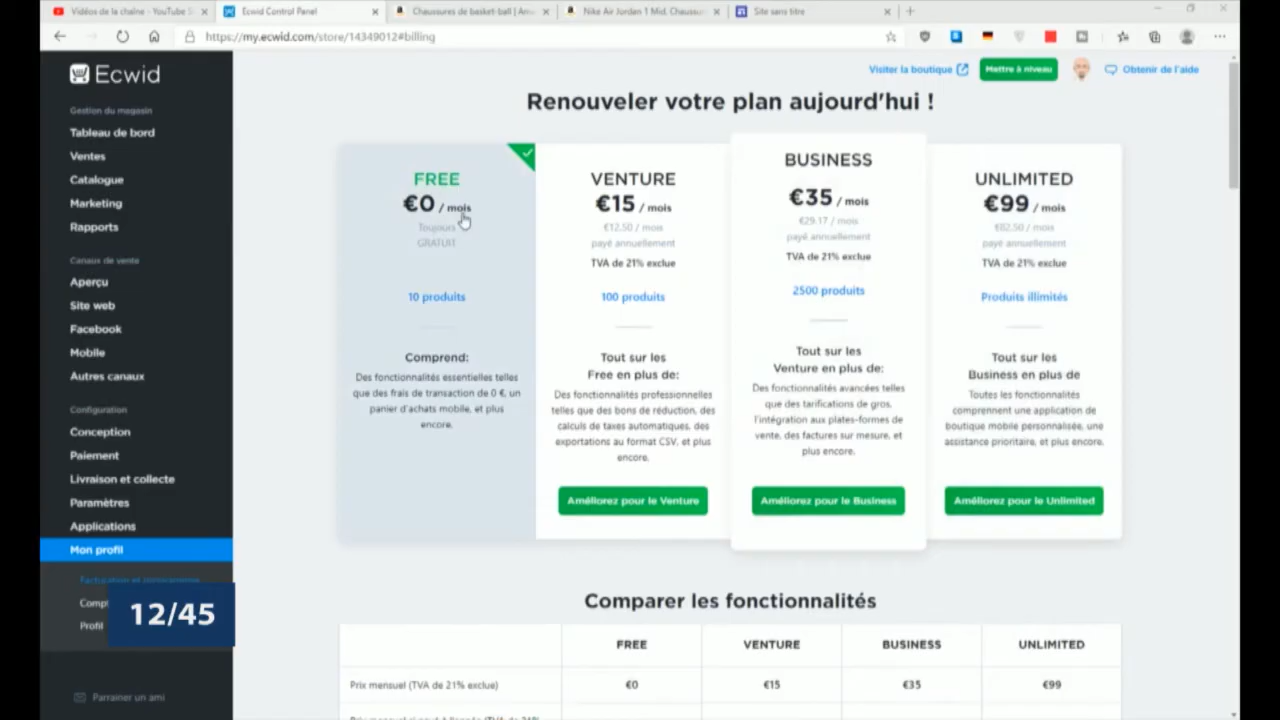 Vidéos de la chaîne - YouTube S
Ecwid Control Panel
Chaussures de basket-ball | Am
Nike Air Jordan 1 Mid, Chaussur
Site sans titre
https://my.ecwid.com/store/14349012#billing
Ecwid
Visiter la boutique
Mettre à niveau
Obtenir de l'aide
Gestion du magasin
Tableau de bord
Ventes
Catalogue
Marketing
Rapports
Canaux de vente
Aperçu
Site web
Facebook
Mobile
Autres canaux
Configuration
Conception
Paiement
Livraison et collecte
Paramètres
Applications
Mon profil
Comp
Profil
12/45
Parrainer un ami
Renouveler votre plan aujourd'hui !
FREE
€0 / mois
Toujours
GRATUIT
10 produits
Comprend:
Des fonctionnalités essentielles telles
que des frais de transaction de 0 €, un
panier d'achats mobile, et plus
encore.
VENTURE
€15 / mois
€12.50 / mois
payé annuellement
TVA de 21% exclue
100 produits
Tout sur les
Free en plus de:
Des fonctionnalités professionnelles
telles que des bons de réduction, des
calculs de taxes automatiques, des
exportations au format CSV, et plus
encore.
Améliorez pour le Venture
BUSINESS
€35 / mois
€29.17 / mois
payé annuellement
TVA de 21% exclue
2500 produits
Tout sur les
Venture en plus de:
Des fonctionnalités avancées telles
que des tarifications de gros,
l'intégration aux plates-formes de
vente, des factures sur mesure, et
plus encore.
Améliorez pour le Business
UNLIMITED
€99 / mois
€82.50 / mois
payé annuellement
TVA de 21% exclue
Produits illimités
Tout sur les
Business en plus de
Toutes les fonctionnalités
comprennent une application de
boutique mobile personnalisée, une
assistance prioritaire, et plus encore.
Améliorez pour le Unlimited
Comparer les fonctionnalités
FREE VENTURE BUSINESS UNLIMITED
Prix mensuel (TVA de 21% exclue) €0 €15 €35 €99